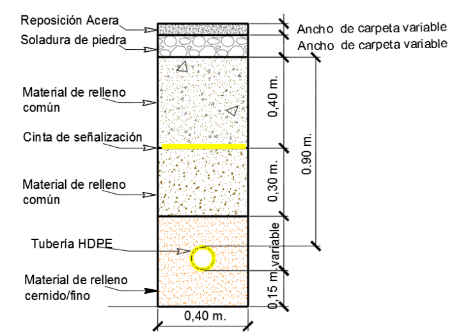 Reposición Acera
Ancho de carpeta variable
Soladura de piedra
Ancho de carpeta variable
Material de relleno
común
0,40 m.
0.90 m.
Cinta de señalización
Material de relleno
común
0,30 m.
Tubería HDPE
variable
Material de relleno
cernido/fino
0,15 m.
0,40 m.